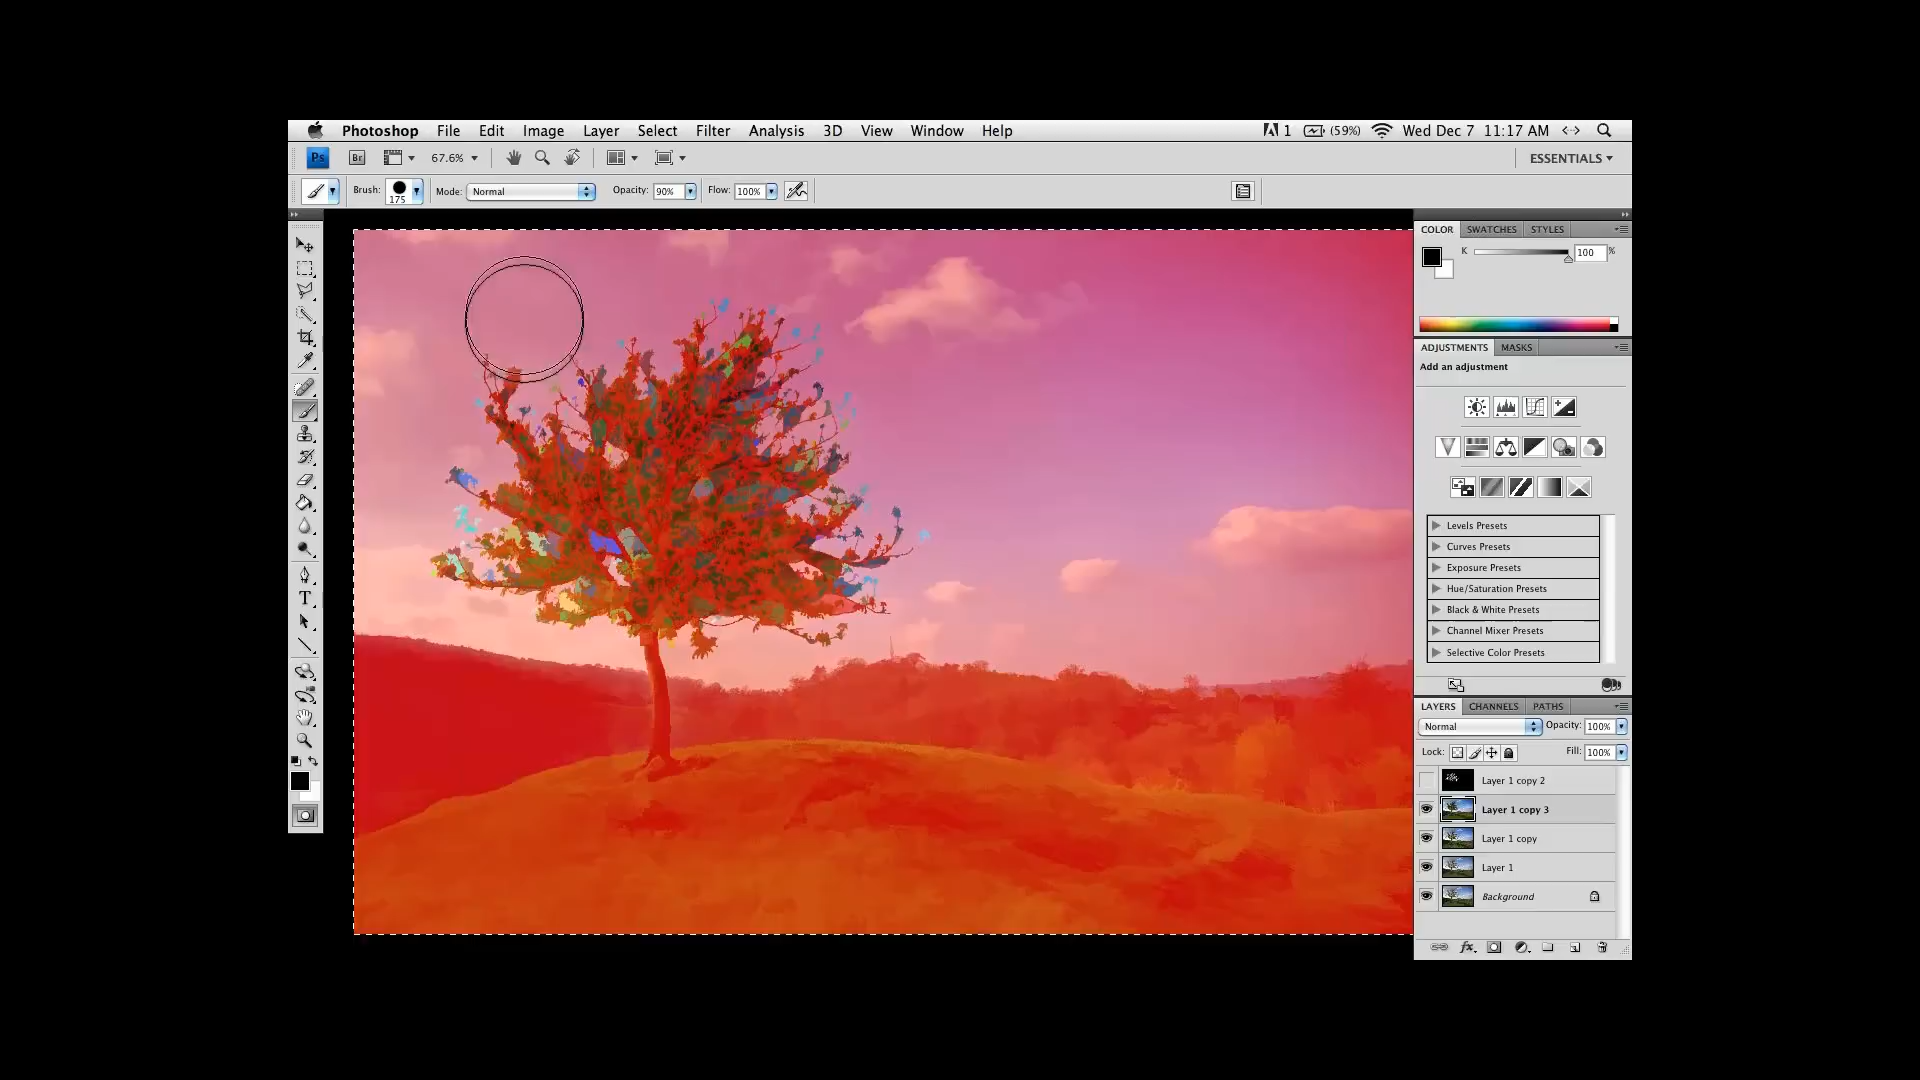 Photoshop File Edit Image Layer Select Filter Analysis 3D View Window Help 1 (59%) Wed Dec 7 11:17 AM
Ps Br 67.6% ESSENTIALS
Brush: 175 Mode: Normal Opacity: 90% Flow: 100%
COLOR SWATCHES STYLES
K 100 %
ADJUSTMENTS MASKS
Add an adjustment
Levels Presets
Curves Presets
Exposure Presets
Hue/Saturation Presets
Black & White Presets
Channel Mixer Presets
Selective Color Presets
LAYERS CHANNELS PATHS
Normal Opacity: 100%
Lock: Fill: 100%
Layer 1 copy 2
Layer 1 copy 3
Layer 1 copy
Layer 1
Background
fx